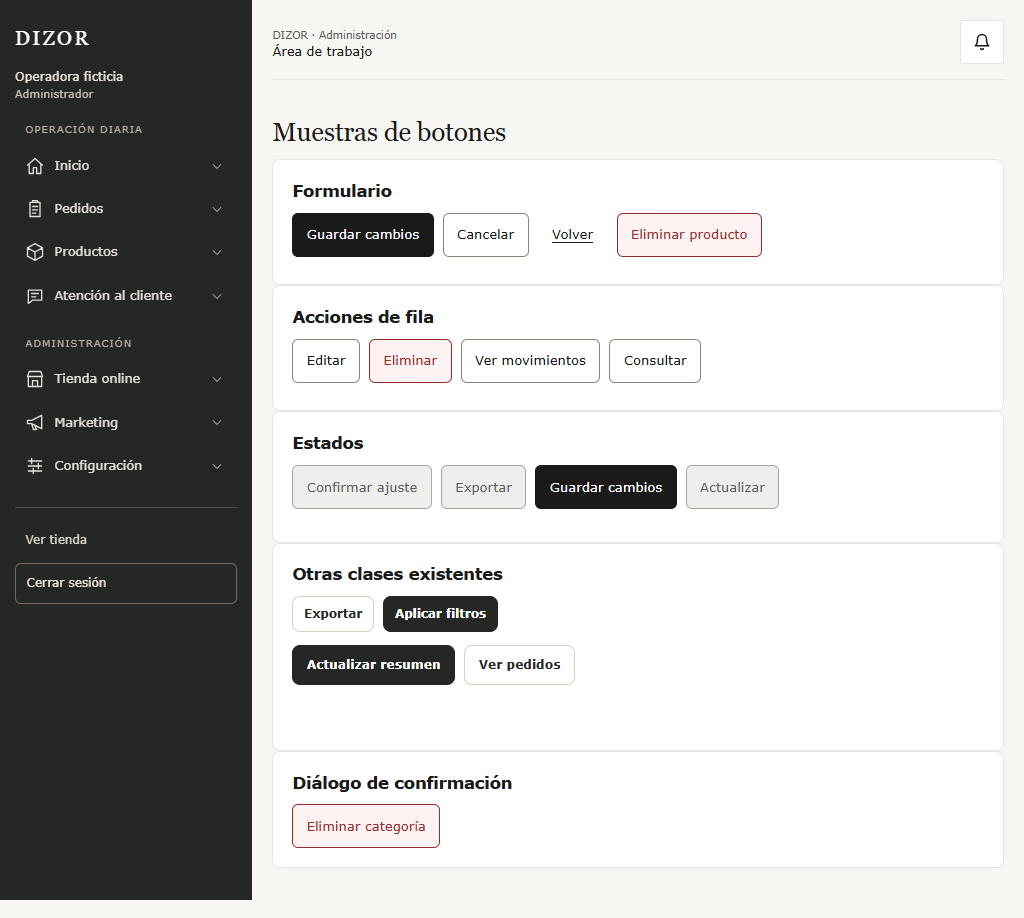 DIZOR
Operadora ficticia
Administrador
OPERACIÓN DIARIA
Inicio
Pedidos
Productos
Atención al cliente
ADMINISTRACIÓN
Tienda online
Marketing
Configuración
Ver tienda
Cerrar sesión
DIZOR · Administración
Área de trabajo
Muestras de botones
Formulario
Guardar cambios Cancelar Volver Eliminar producto
Acciones de fila
Editar Eliminar Ver movimientos Consultar
Estados
Confirmar ajuste Exportar Guardar cambios Actualizar
Otras clases existentes
Exportar Aplicar filtros
Actualizar resumen Ver pedidos
Diálogo de confirmación
Eliminar categoría